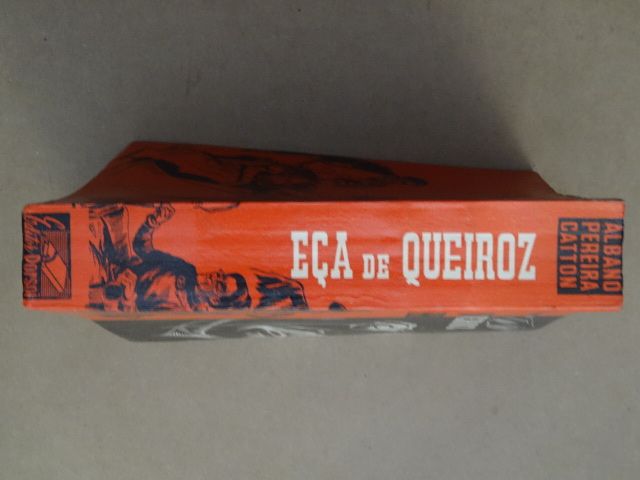 EÇA DE QUEIROZ
ALBANO
PEREIRA
CATTON